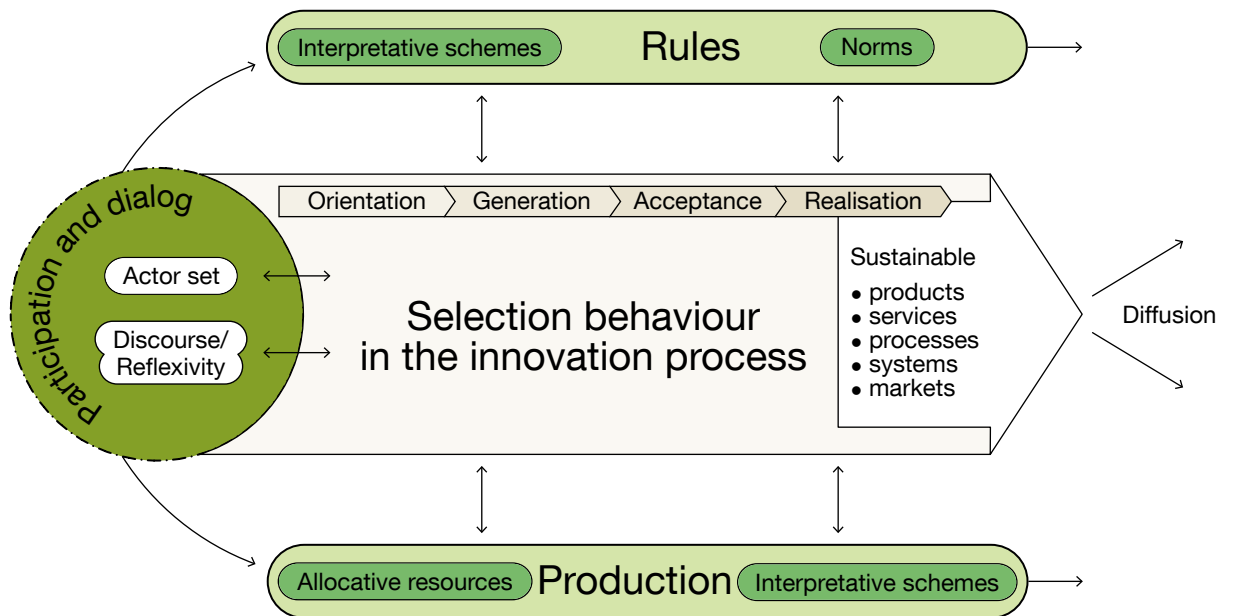 Interpretative schemes Rules Norms
Participation and dialog
Orientation Generation Acceptance Realisation
Actor set
Discourse/
Reflexivity
Selection behaviour
in the innovation process
Sustainable
• products
• services
• processes
• systems
• markets
Diffusion
Allocative resources Production Interpretative schemes